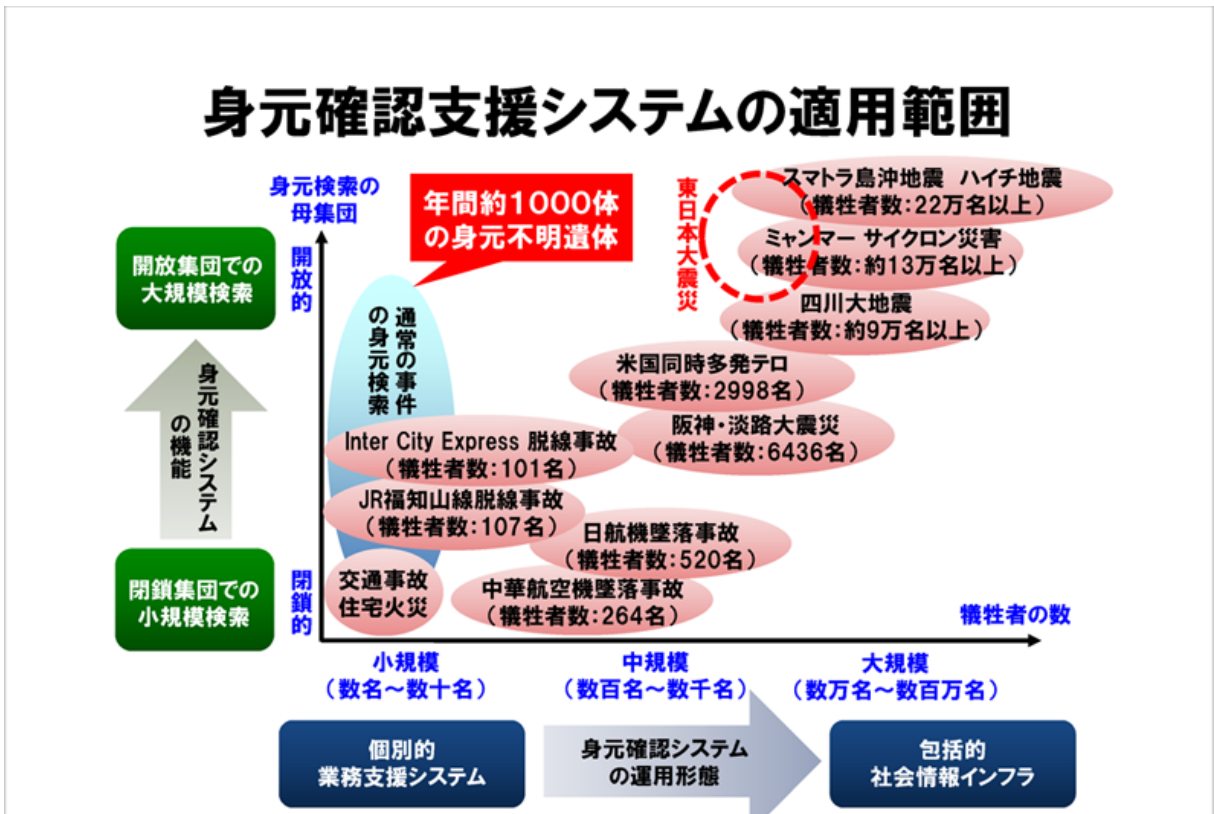 身元確認支援システムの適用範囲
身元検索の
母集団
年間約1000体
の身元不明遺体
東日本大震災
スマトラ島沖地震 ハイチ地震
(犠牲者数:22万名以上)
ミャンマー サイクロン災害
(犠牲者数:約13万名以上)
四川大地震
(犠牲者数:約9万名以上)
開放集団での
大規模検索
開放的
通常の事件
の身元検索
米国同時多発テロ
(犠牲者数:2998名)
阪神・淡路大震災
(犠牲者数:6436名)
身元確認システム
の機能
Inter City Express 脱線事故
(犠牲者数:101名)
JR福知山線脱線事故
(犠牲者数:107名)
日航機墜落事故
(犠牲者数:520名)
閉鎖集団での
小規模検索
閉鎖的
交通事故
住宅火災
中華航空機墜落事故
(犠牲者数:264名)
犠牲者の数
小規模
(数名～数十名)
中規模
(数百名～数千名)
大規模
(数万名～数百万名)
個別的
業務支援システム
身元確認システム
の運用形態
包括的
社会情報インフラ